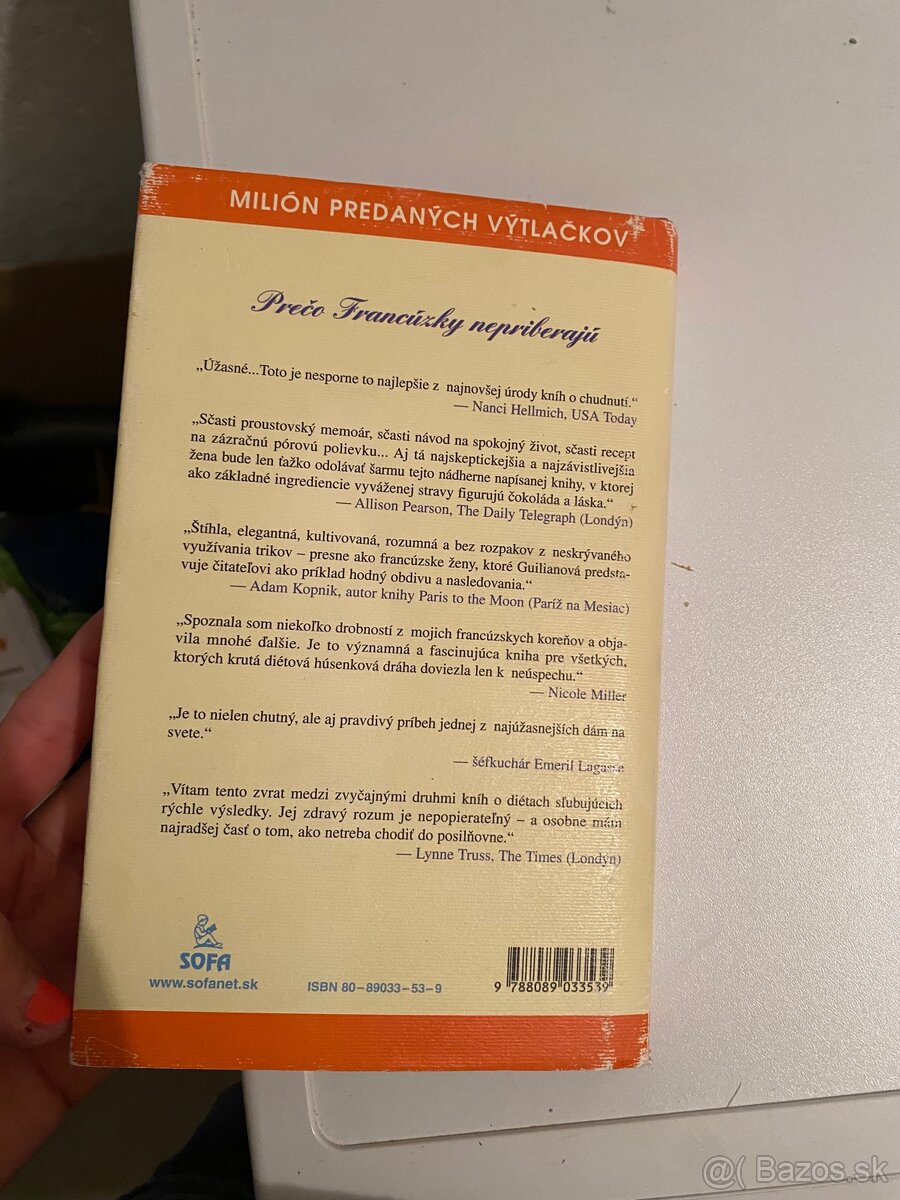 MILIÓN PREDANÝCH VÝTLAČKOV
Prečo Francúzky nepriberajú
„Úžasné...Toto je nesporne to najlepšie z najnovšej úrody kníh o chudnutí.“
— Nanci Hellmich, USA Today
„Sčasti proustovský memoár, sčasti návod na spokojný život, sčasti recept
na zázračnú pórovú polievku... Aj tá najskeptickejšia a najzávistlivejšia
žena bude len ťažko odolávať šarmu tejto nádherne napísanej knihy, v ktorej
ako základné ingrediencie vyváženej stravy figurujú čokoláda a láska.“
— Allison Pearson, The Daily Telegraph (Londýn)
„Štíhla, elegantná, kultivovaná, rozumná a bez rozpakov z neskrývaného
využívania trikov – presne ako francúzske ženy, ktoré Guilianová predsta-
vuje čitateľovi ako príklad hodný obdivu a nasledovania.“
— Adam Kopnik, autor knihy Paris to the Moon (Paríž na Mesiac)
„Spoznala som niekoľko drobností z mojich francúzskych koreňov a obja-
vila mnohé ďalšie. Je to významná a fascinujúca kniha pre všetkých,
ktorých krutá diétová húsenková dráha doviezla len k neúspechu.“
— Nicole Miller
„Je to nielen chutný, ale aj pravdivý príbeh jednej z najúžasnejších dám na
svete.“
— šéfkuchár Emeril Lagasse
„Vítam tento zvrat medzi zvyčajnými druhmi kníh o diétach sľubujúcich
rýchle výsledky. Jej zdravý rozum je nepopierateľný – a osobne mám
najradšej časť o tom, ako netreba chodiť do posilňovne.“
— Lynne Truss, The Times (Londýn)
SOFA
www.sofanet.sk
ISBN 80–89033–53–9
9 788089 033539
@( Bazos.sk